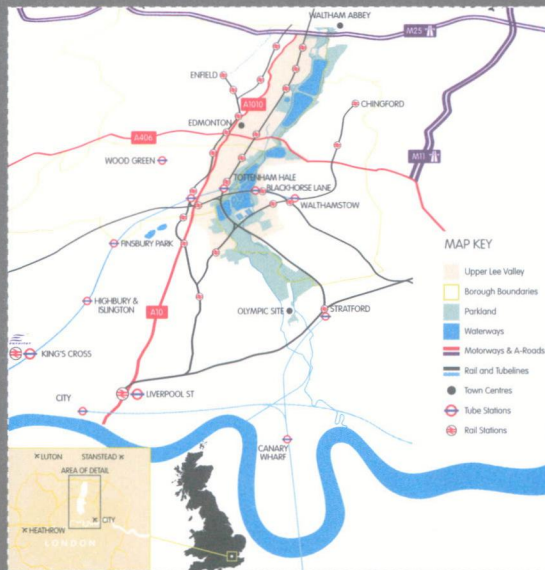 WALTHAM ABBEY
M25
ENFIELD
A1010
CHINGFORD
EDMONTON
A406
WOOD GREEN
M11
TOTTENHAM HALE
BLACKHORSE LANE
WALTHAMSTOW
FINSBURY PARK
MAP KEY
Upper Lee Valley
Borough Boundaries
Parkland
Waterways
Motorways & A-Roads
Rail and Tubelines
Town Centres
Tube Stations
Rail Stations
HIGHBURY &
ISLINGTON
A10
OLYMPIC SITE
STRATFORD
KING'S CROSS
LIVERPOOL ST
CITY
CANARY
WHARF
LUTON
STANSTEAD
AREA OF DETAIL
CITY
HEATHROW
LONDON